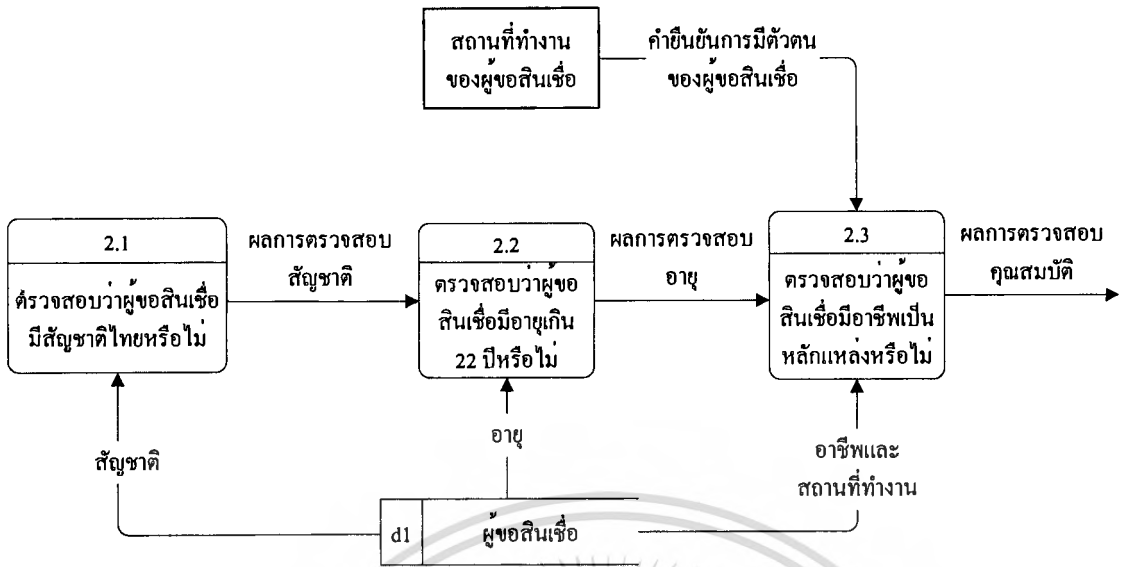 สถานที่ทำงาน
ของผู้ขอสินเชื่อ
คำยืนยันการมีตัวตน
ของผู้ขอสินเชื่อ
2.1
ตรวจสอบว่าผู้ขอสินเชื่อ
มีสัญชาติไทยหรือไม่
ผลการตรวจสอบ
สัญชาติ
2.2
ตรวจสอบว่าผู้ขอ
สินเชื่อมีอายุเกิน
22 ปีหรือไม่
ผลการตรวจสอบ
อายุ
2.3
ตรวจสอบว่าผู้ขอ
สินเชื่อมีอาชีพเป็น
หลักแหล่งหรือไม่
ผลการตรวจสอบ
คุณสมบัติ
สัญชาติ
อายุ
อาชีพและ
สถานที่ทำงาน
d1
ผู้ขอสินเชื่อ